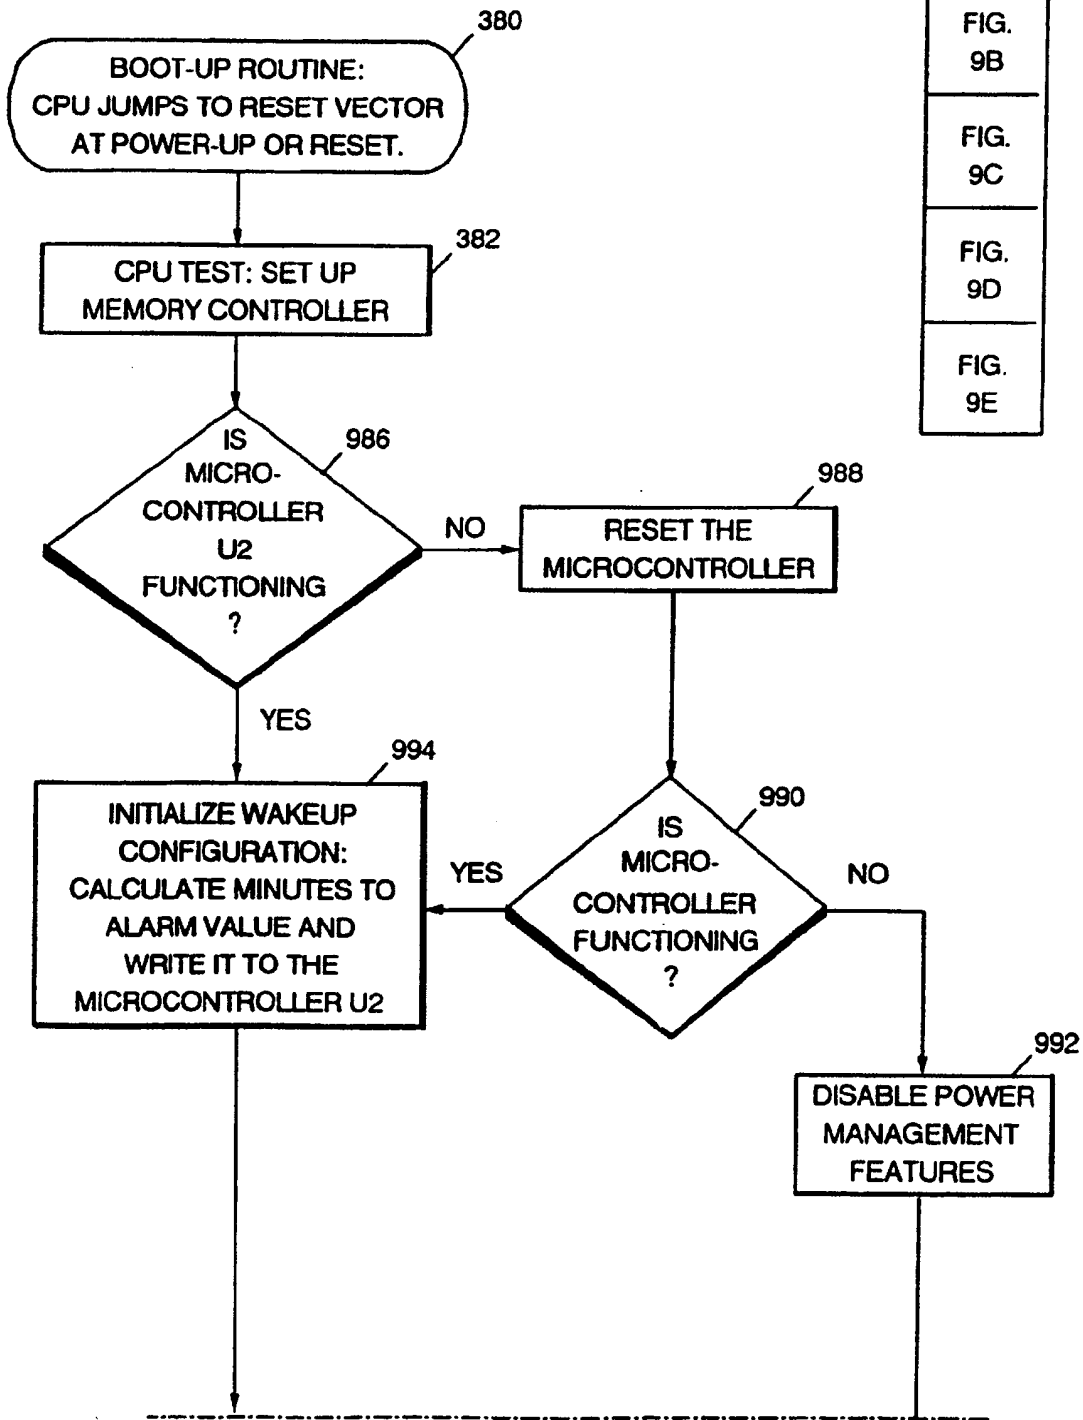 380
BOOT-UP ROUTINE:
CPU JUMPS TO RESET VECTOR
AT POWER-UP OR RESET.
382
CPU TEST: SET UP
MEMORY CONTROLLER
986
IS
MICRO-
CONTROLLER
U2
FUNCTIONING
?
NO
YES
988
RESET THE
MICROCONTROLLER
990
IS
MICRO-
CONTROLLER
FUNCTIONING
?
YES
NO
994
INITIALIZE WAKEUP
CONFIGURATION:
CALCULATE MINUTES TO
ALARM VALUE AND
WRITE IT TO THE
MICROCONTROLLER U2
992
DISABLE POWER
MANAGEMENT
FEATURES
FIG.
9B
FIG.
9C
FIG.
9D
FIG.
9E